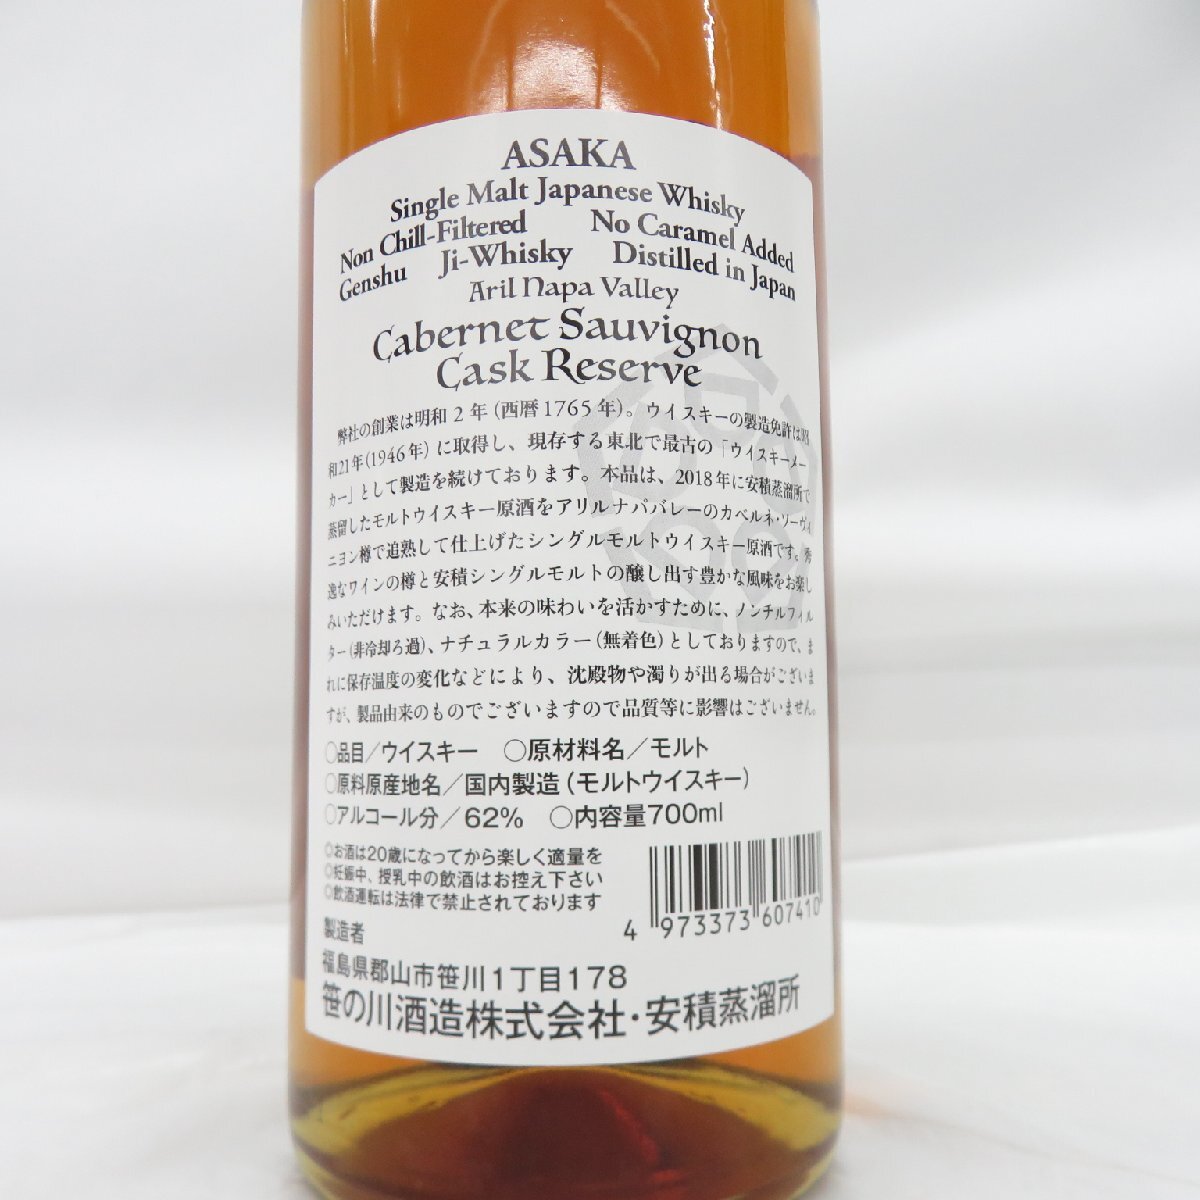 ASAKA
Single Malt Japanese Whisky
Non Chill-Filtered No Caramel Added
Genshu Ji-Whisky Distilled in Japan
Aril Napa Valley
Cabernet Sauvignon
Cask Reserve
弊社の創業は明和2年(西暦1765年)。ウイスキーの製造免許は昭
和21年(1946年)に取得し、現存する東北で最古の「ウイスキーメー
カー」として製造を続けております。本品は、2018年に安積蒸溜所で
蒸留したモルトウイスキー原酒をアリルナパバレーのカベルネ・ソーヴィ
ニヨン樽で追熟して仕上げたシングルモルトウイスキー原酒です。秀
逸なワインの樽と安積シングルモルトの醸し出す豊かな風味をお楽し
みいただけます。なお、本来の味わいを活かすために、ノンチルフィル
ター(非冷却ろ過)、ナチュラルカラー(無着色)としておりますので、ま
れに保存温度の変化などにより、沈殿物や濁りが出る場合がございま
すが、製品由来のものでございますので品質等に影響はございません。
○品目/ウイスキー ○原材料名/モルト
○原料原産地名/国内製造(モルトウイスキー)
○アルコール分/62% ○内容量700ml
◎お酒は20歳になってから楽しく適量を
◎妊娠中、授乳中の飲酒はお控え下さい
◎飲酒運転は法律で禁止されております
4 973373 607410
製造者
福島県郡山市笹川1丁目178
笹の川酒造株式会社・安積蒸溜所